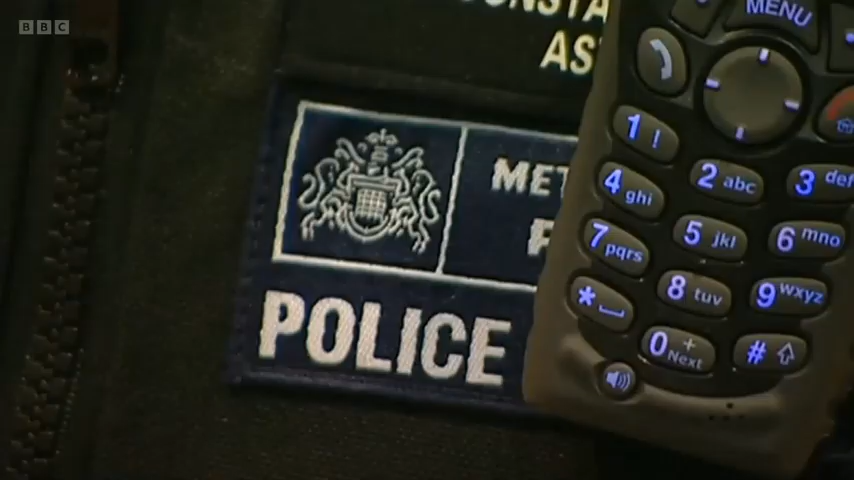 BBC
CONSTA
AS
MET
P
POLICE
MENU
1 !
2 abc
3 def
4 ghi
5 jkl
6 mno
7 pqrs
8 tuv
9 wxyz
*
0 + Next
#